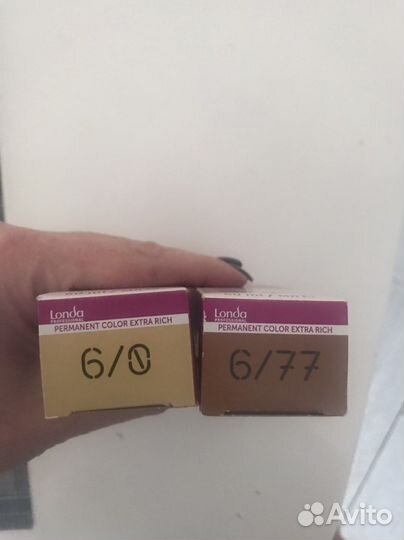 Londa
PROFESSIONAL
PERMANENT COLOR EXTRA RICH
6/0
Londa
PROFESSIONAL
PERMANENT COLOR EXTRA RICH
6/77
Avito